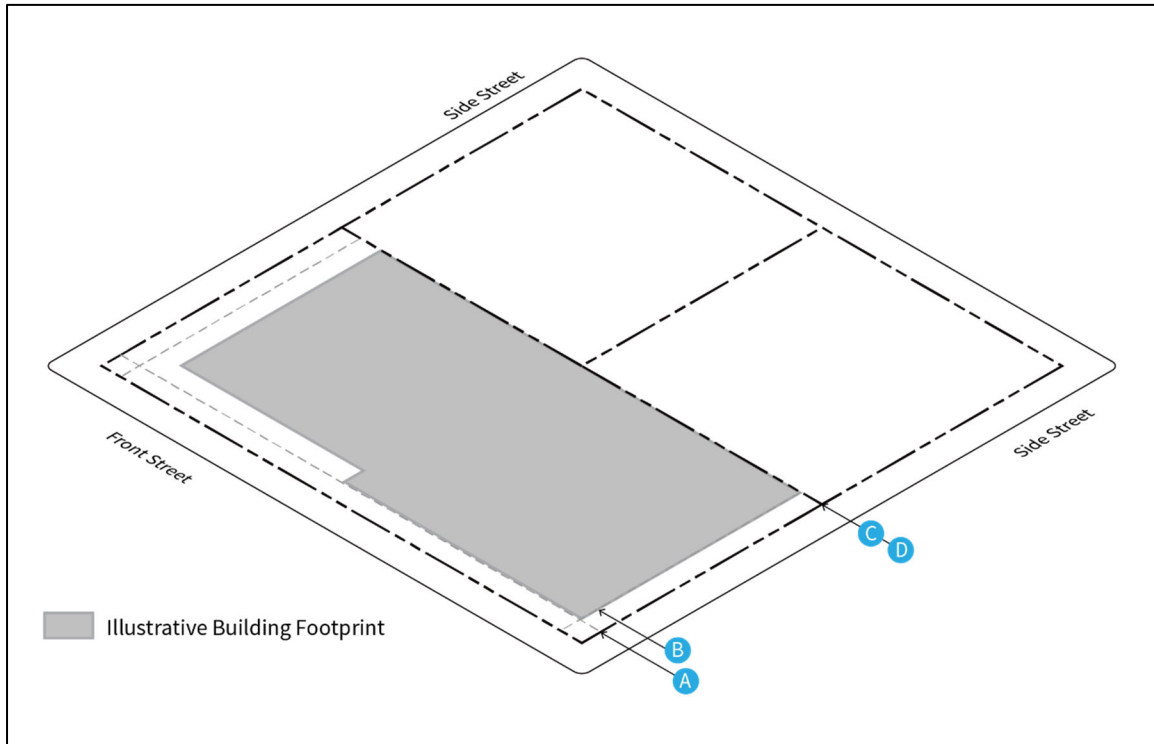 Side Street
Front Street
Side Street
C
D
B
A
Illustrative Building Footprint